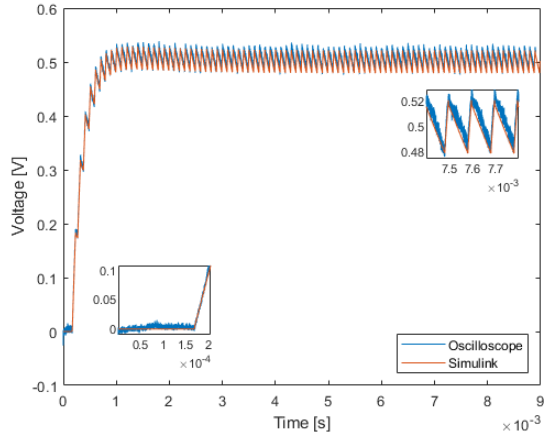 0.6
0.5
0.4
0.3
0.2
0.1
0
-0.1
Voltage [V]
0.52
0.5
0.48
7.5 7.6 7.7
×10⁻³
0.1
0.05
0
0.5 1 1.5 2
×10⁻⁴
Oscilloscope
Simulink
0 1 2 3 4 5 6 7 8 9
Time [s]
×10⁻³